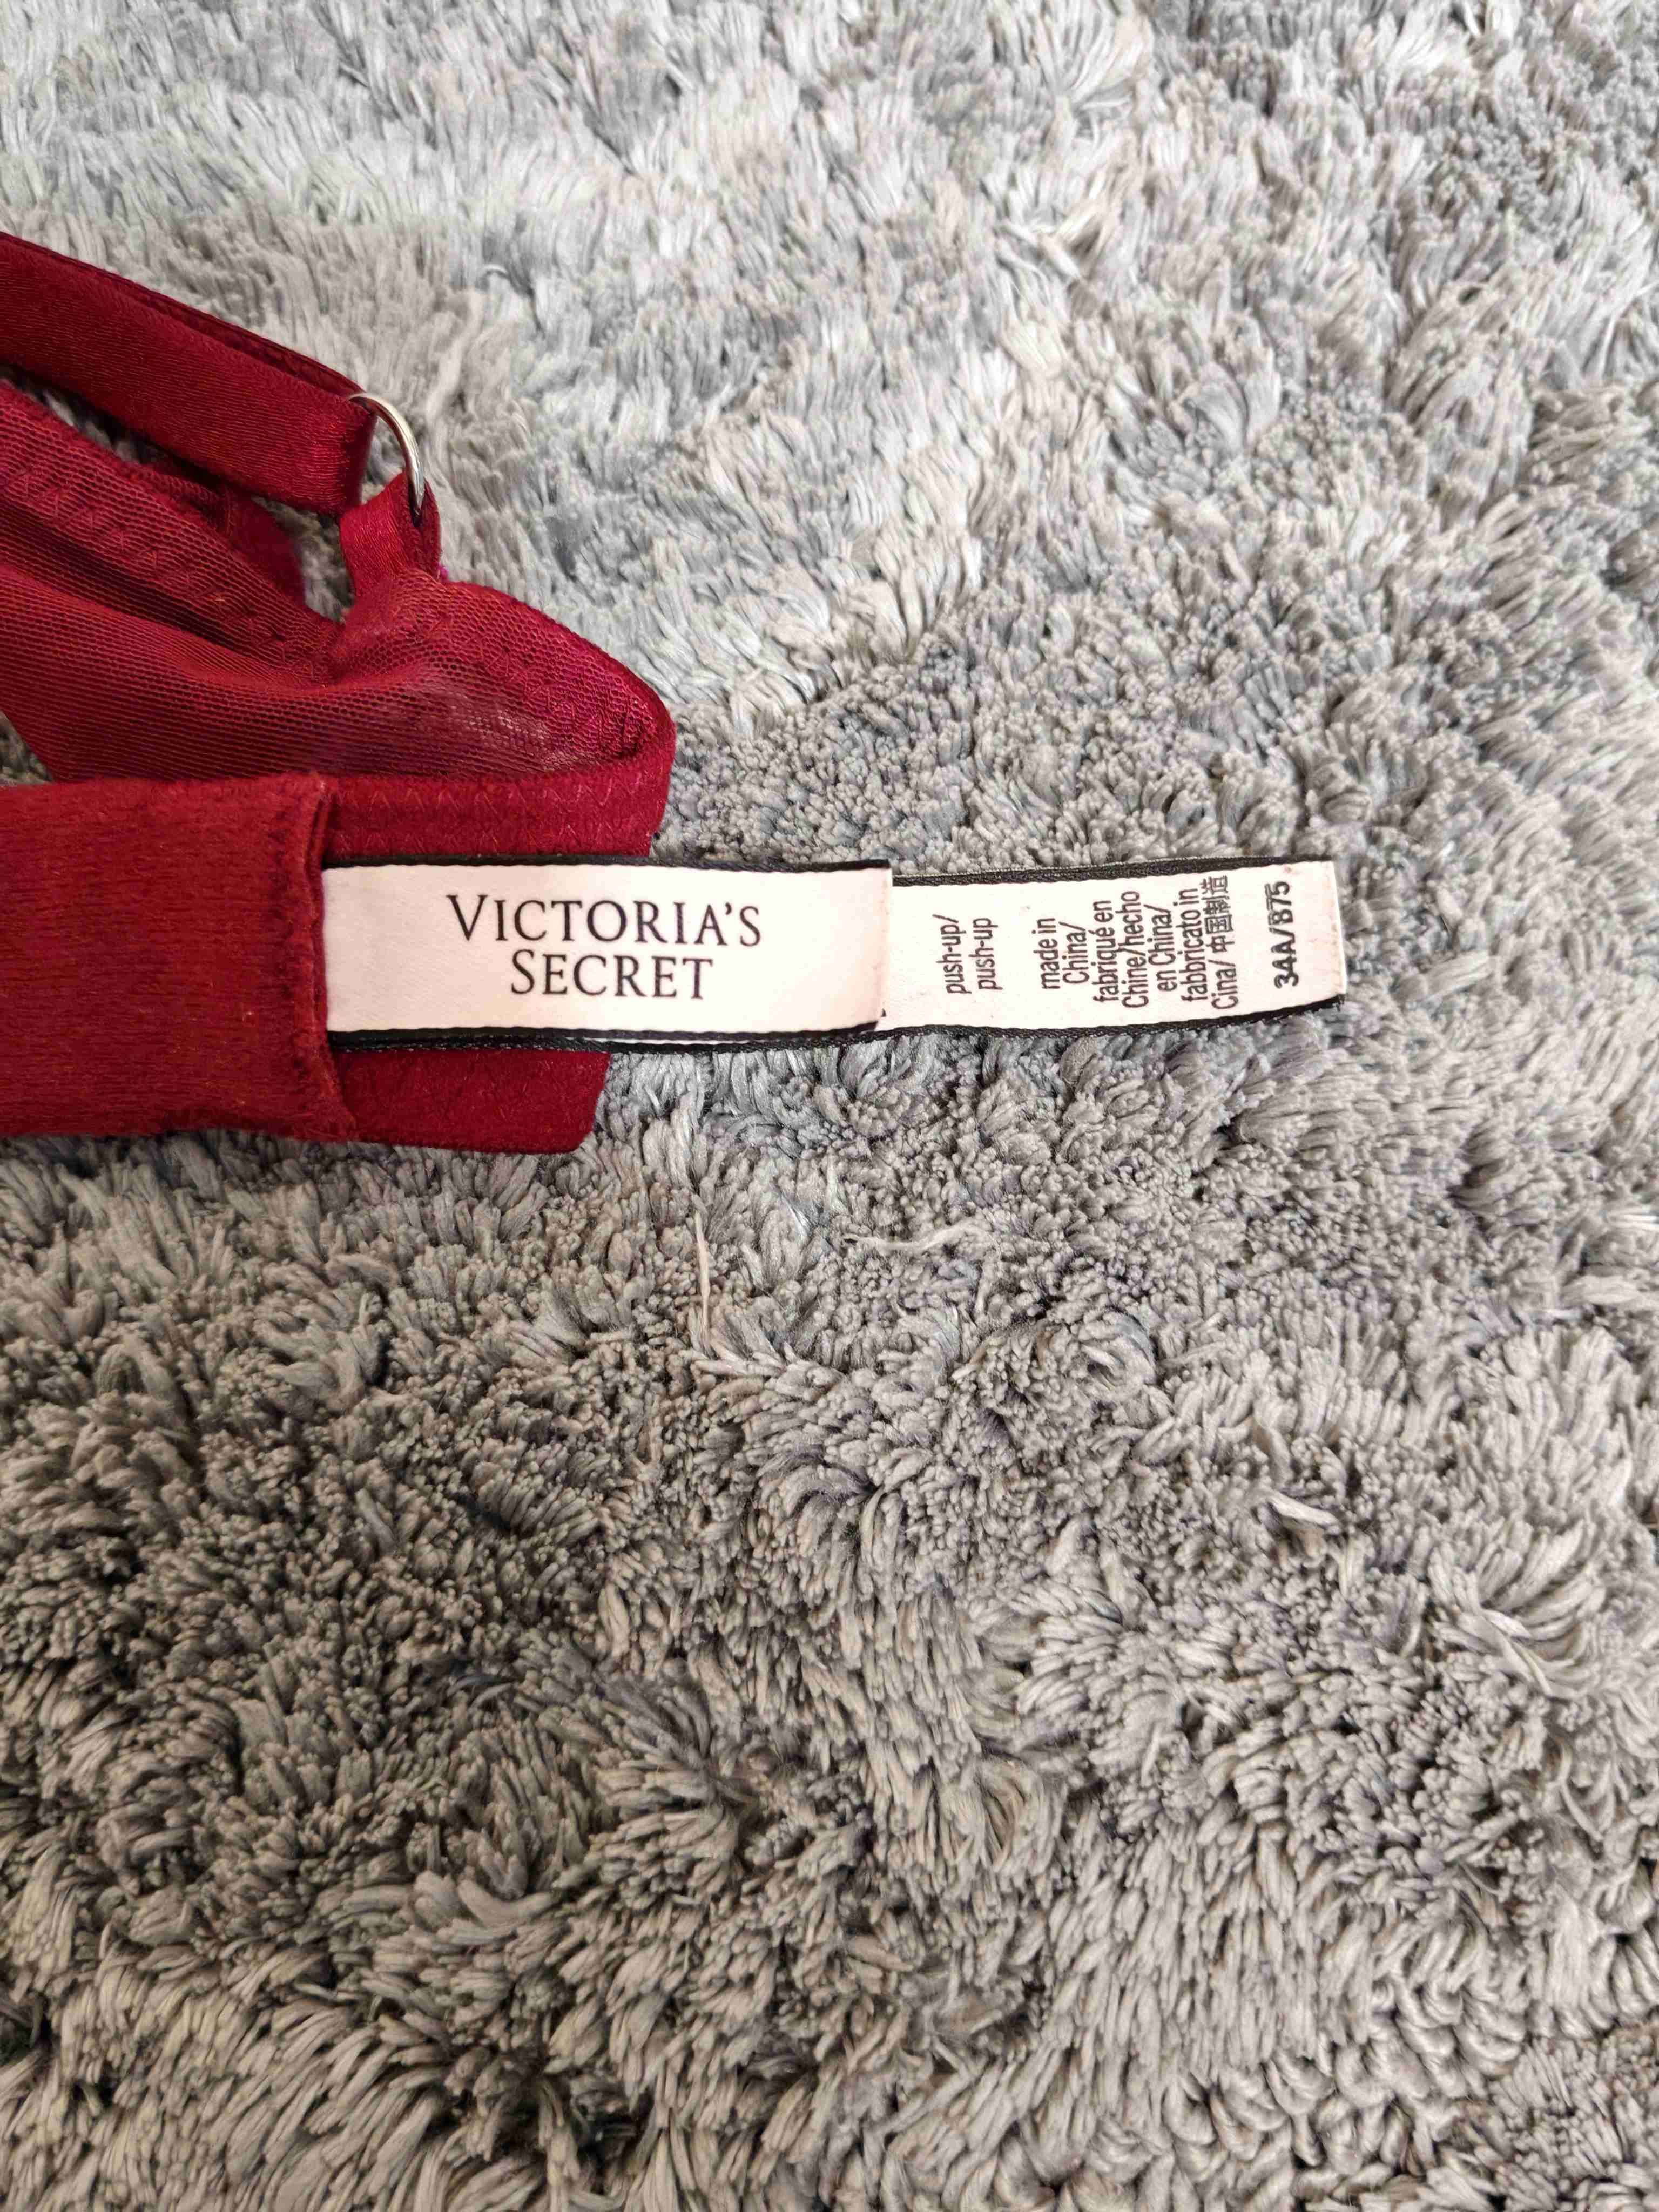 VICTORIA'S
SECRET
push-up/
push-up
made in
China/
fabriqué en
Chine/hecho
en China/
fabbricato in
Cina/ 中国制造
34A/B75